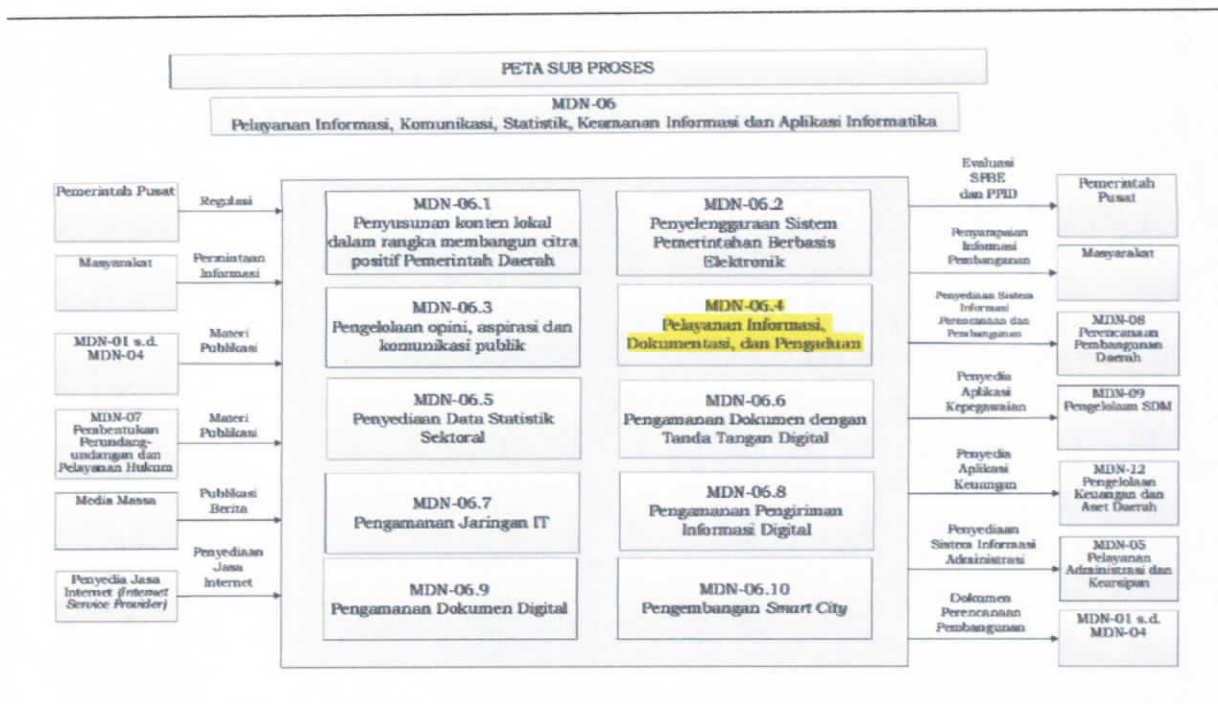 PETA SUB PROSES
MDN-06
Pelayanan Informasi, Komunikasi, Statistik, Keamanan Informasi dan Aplikasi Informatika
Pemerintah Pusat
Regulasi
Masyarakat
Permintaan
Informasi
MDN-01 s.d.
MDN-04
Materi
Publikasi
MDN-07
Pembentukan
Perundang-
undangan dan
Pelayanan Hukum
Materi
Publikasi
Media Massa
Publikasi
Berita
Penyedia Jasa
Internet (Internet
Service Provider)
Penyediaan
Jasa
Internet
MDN-06.1
Penyusunan konten lokal
dalam rangka membangun citra
positif Pemerintah Daerah
MDN-06.2
Penyelenggaraan Sistem
Pemerintahan Berbasis
Elektronik
MDN-06.3
Pengelolaan opini, aspirasi dan
komunikasi publik
MDN-06.4
Pelayanan Informasi,
Dokumentasi, dan Pengaduan
MDN-06.5
Penyediaan Data Statistik
Sektoral
MDN-06.6
Pengamanan Dokumen dengan
Tanda Tangan Digital
MDN-06.7
Pengamanan Jaringan IT
MDN-06.8
Pengamanan Pengiriman
Informasi Digital
MDN-06.9
Pengamanan Dokumen Digital
MDN-06.10
Pengembangan Smart City
Evaluasi
SPBE
dan PPID
Pemerintah
Pusat
Penyampaian
Informasi
Pembangunan
Masyarakat
Penyediaan Sistem
Informasi
Perencanaan dan
Pembangunan
MDN-08
Perencanaan
Pembangunan
Daerah
Penyedia
Aplikasi
Kepegawaian
MDN-09
Pengelolaan SDM
Penyedia
Aplikasi
Keuangan
MDN-12
Pengelolaan
Keuangan dan
Aset Daerah
Penyediaan
Sistem Informasi
Administrasi
MDN-05
Pelayanan
Administrasi dan
Kearsipan
Dokumen
Perencanaan
Pembangunan
MDN-01 s.d.
MDN-04